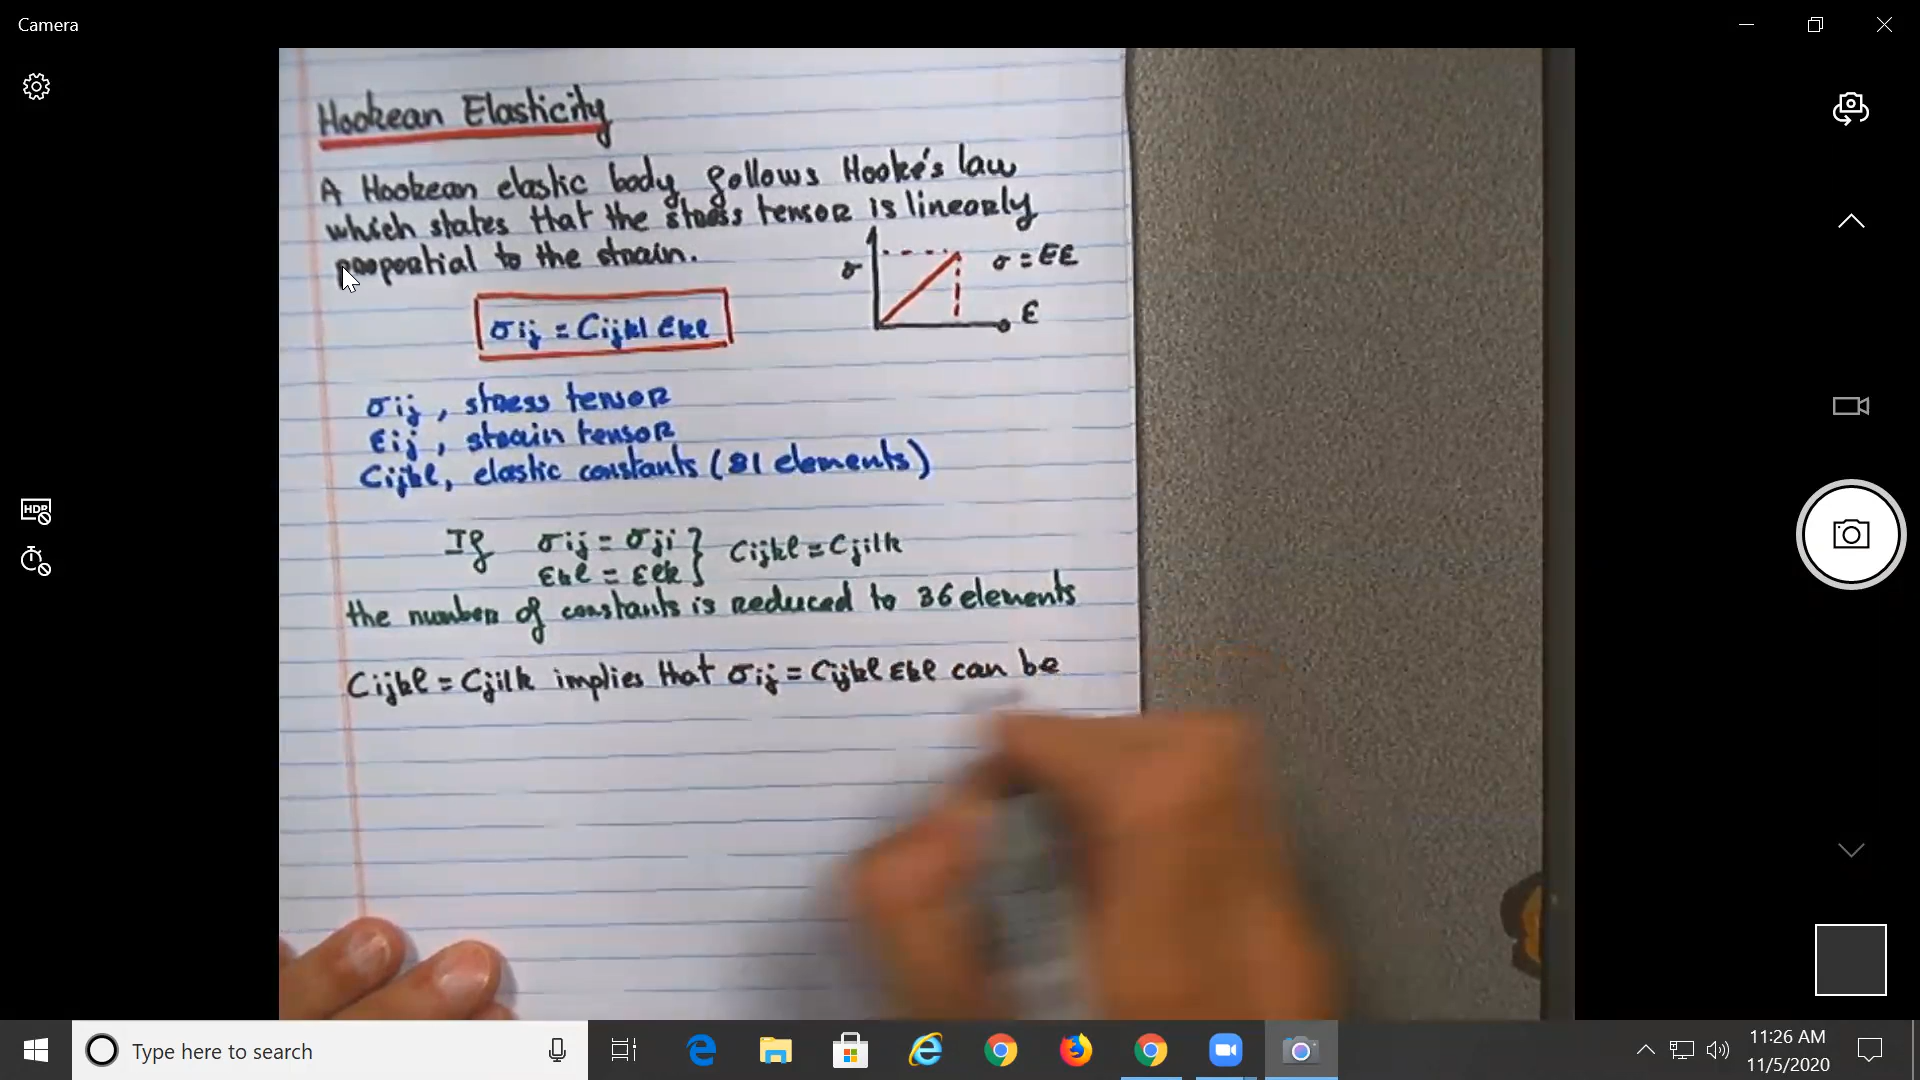 Camera
Hookean Elasticity
A Hookean elastic body follows Hooke's law
which states that the stress tensor is linearly
proportial to the strain.
σ
σ = Eε
ε
σij = Cijkl εkl
σij, stress tensor
εij, strain tensor
Cijkl, elastic constants (81 elements)
If σij = σji } Cijkl = Cjilk
εkl = εlk
the number of constants is reduced to 36 elements
Cijkl = Cjilk implies that σij = Cijkl εkl can be
HDR
Type here to search
11:26 AM
11/5/2020